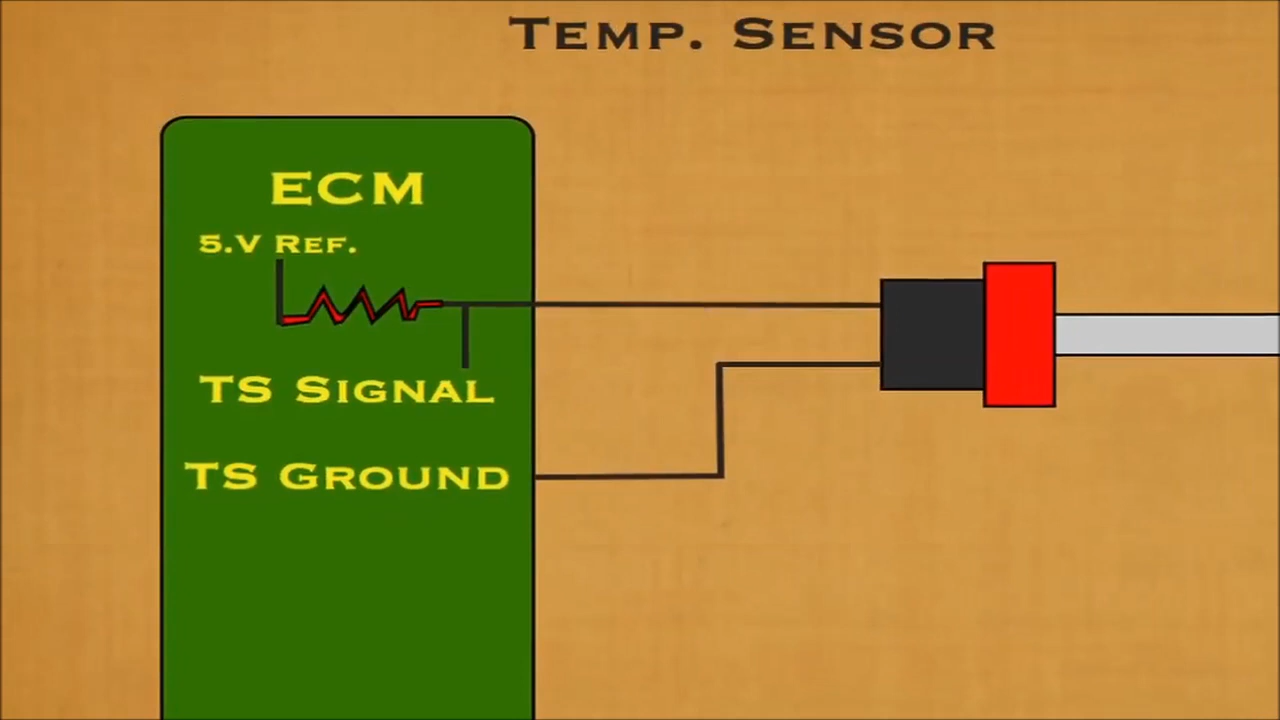 Temp. Sensor
ECM
5.V Ref.
TS Signal
TS Ground